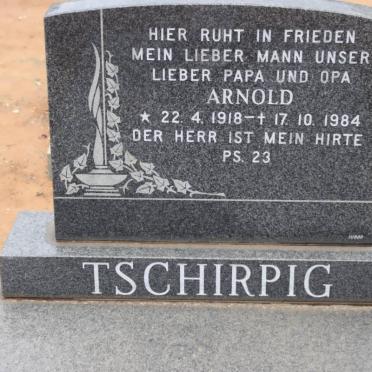 HIER RUHT IN FRIEDEN
MEIN LIEBER MANN UNSER
LIEBER PAPA UND OPA
ARNOLD
★ 22. 4. 1918–† 17. 10. 1984
DER HERR IST MEIN HIRTE
PS. 23
TSCHIRPIG